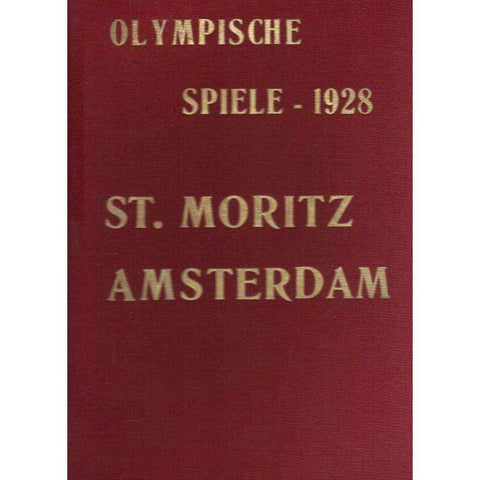 OLYMPISCHE
SPIELE - 1928
ST. MORITZ
AMSTERDAM